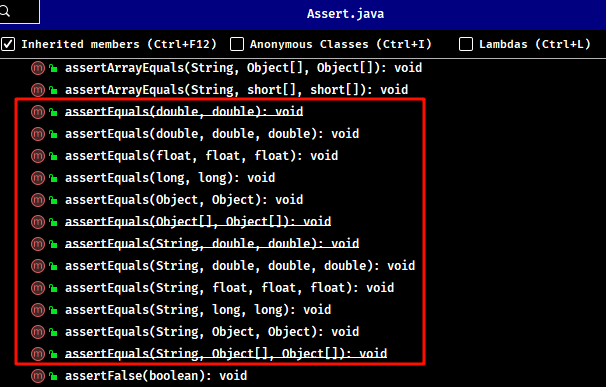 Assert.java
Inherited members (Ctrl+F12) Anonymous Classes (Ctrl+I) Lambdas (Ctrl+L)
m assertArrayEquals(String, Object[], Object[]): void
m assertArrayEquals(String, short[], short[]): void
m assertEquals(double, double): void
m assertEquals(double, double, double): void
m assertEquals(float, float, float): void
m assertEquals(long, long): void
m assertEquals(Object, Object): void
m assertEquals(Object[], Object[]): void
m assertEquals(String, double, double): void
m assertEquals(String, double, double, double): void
m assertEquals(String, float, float, float): void
m assertEquals(String, long, long): void
m assertEquals(String, Object, Object): void
m assertEquals(String, Object[], Object[]): void
m assertFalse(boolean): void